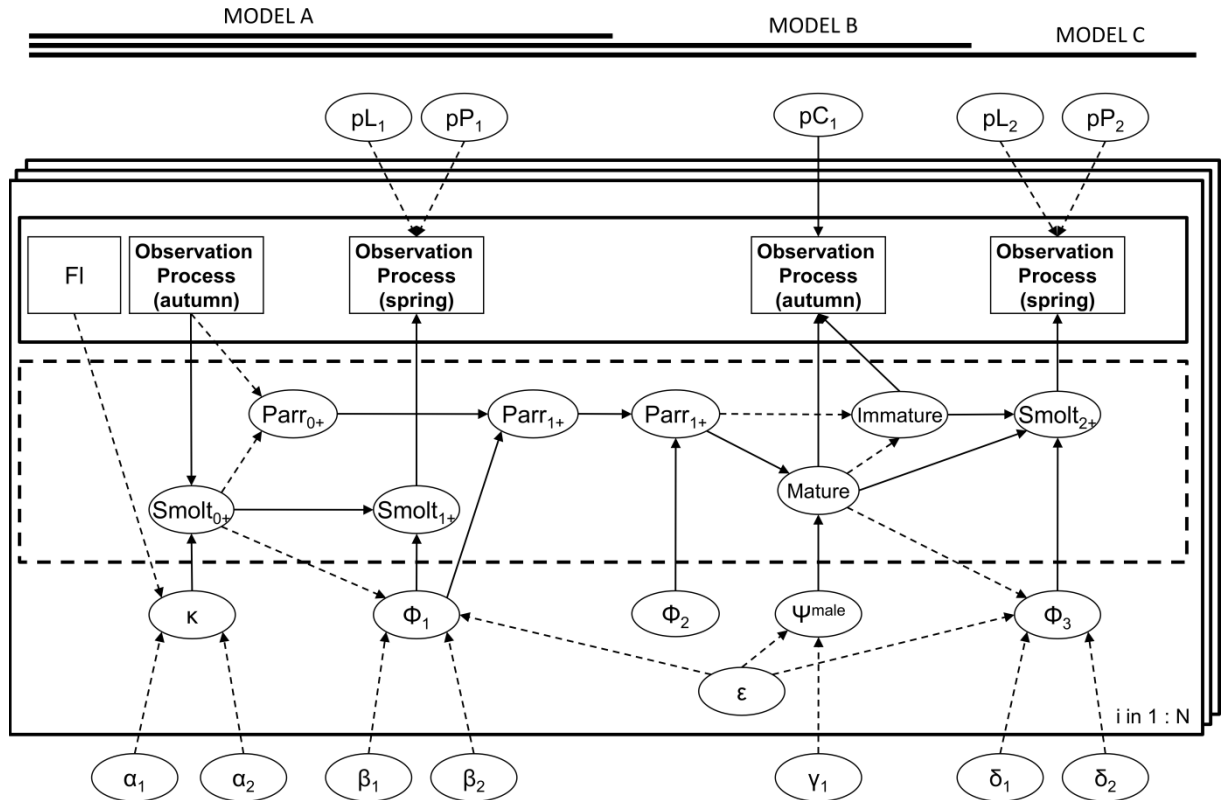 MODEL A
MODEL B
MODEL C
pL₁
pP₁
pC₁
pL₂
pP₂
Fl
Observation
Process
(autumn)
Observation
Process
(spring)
Observation
Process
(autumn)
Observation
Process
(spring)
Parr₀₊
Parr₁₊
Parr₁₊
Immature
Smolt₂₊
Smolt₀₊
Smolt₁₊
Mature
κ
Φ₁
Φ₂
Ψᵐᵃˡᵉ
Φ₃
ε
i in 1 : N
α₁
α₂
β₁
β₂
γ₁
δ₁
δ₂